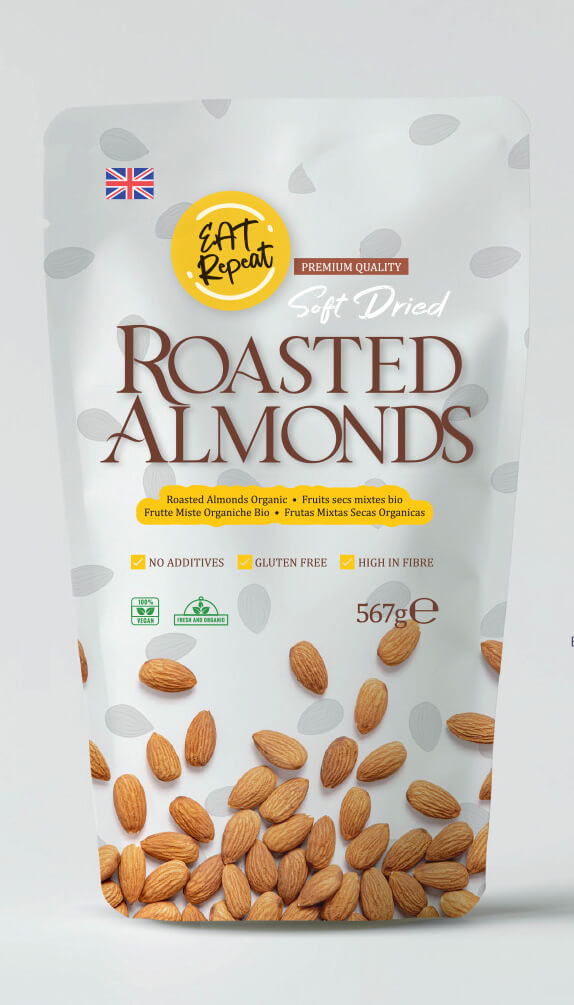 EAT
Repeat
PREMIUM QUALITY
Soft Dried
ROASTED
ALMONDS
Roasted Almonds Organic • Fruits secs mixtes bio
Frutte Miste Organiche Bio • Frutas Mixtas Secas Organicas
NO ADDITIVES GLUTEN FREE HIGH IN FIBRE
100%
VEGAN
FRESH AND ORGANIC
567g℮